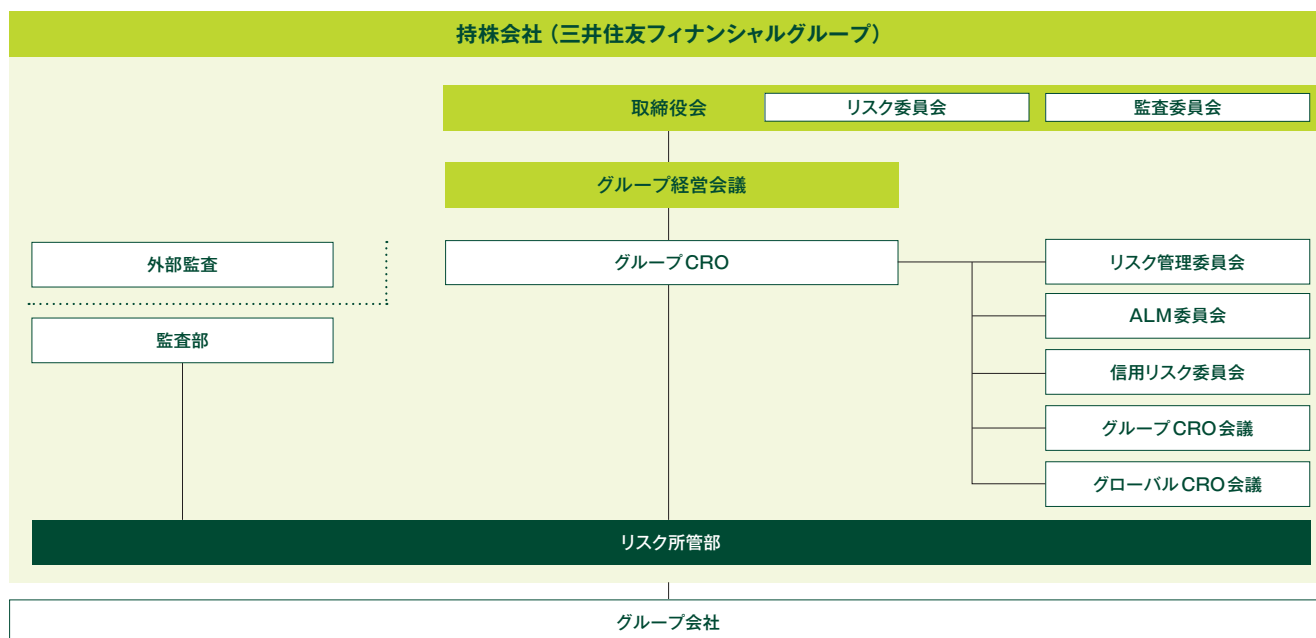 持株会社（三井住友フィナンシャルグループ）
取締役会
リスク委員会
監査委員会
グループ経営会議
外部監査
グループCRO
リスク管理委員会
ALM委員会
監査部
信用リスク委員会
グループCRO会議
グローバルCRO会議
リスク所管部
グループ会社